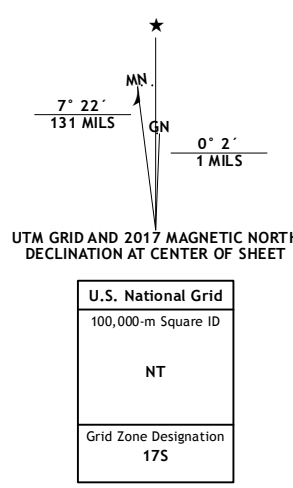 ★
MN
7° 22´
131 MILS
GN
0° 2´
1 MILS
UTM GRID AND 2017 MAGNETIC NORTH
DECLINATION AT CENTER OF SHEET
U.S. National Grid
100,000-m Square ID
NT
Grid Zone Designation
17S